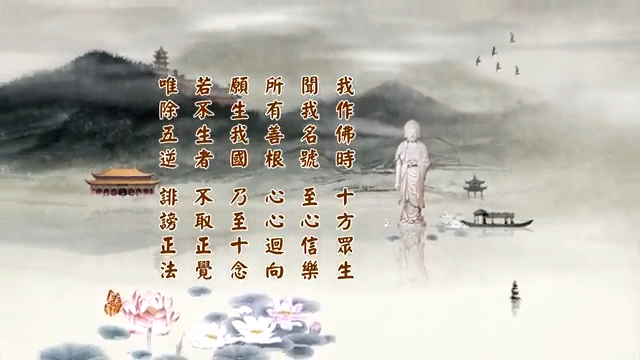 我作佛時 十方眾生
聞我名號 至心信樂
所有善根 心心迴向
願生我國 乃至十念
若不生者 不取正覺
唯除五逆 誹謗正法